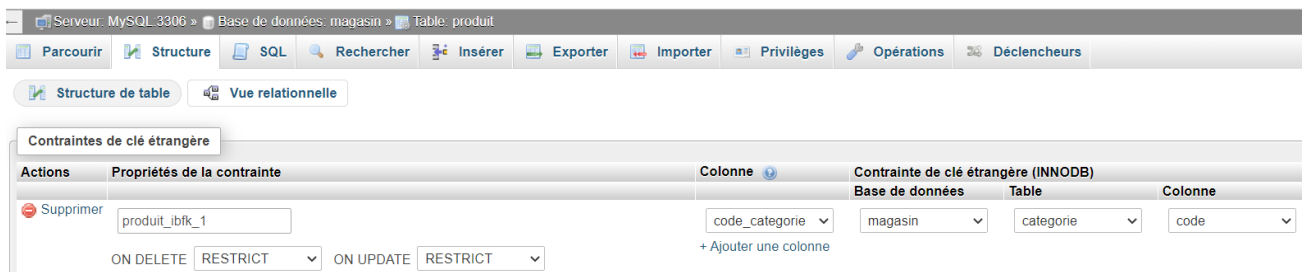 Serveur: MySQL:3306 » Base de données: magasin » Table: produit
Parcourir Structure SQL Rechercher Insérer Exporter Importer Privilèges Opérations Déclencheurs
Structure de table Vue relationnelle
Contraintes de clé étrangère
Actions Propriétés de la contrainte Colonne Contrainte de clé étrangère (INNODB)
Base de données Table Colonne
Supprimer produit_ibfk_1 code_categorie magasin categorie code
+ Ajouter une colonne
ON DELETE RESTRICT ON UPDATE RESTRICT